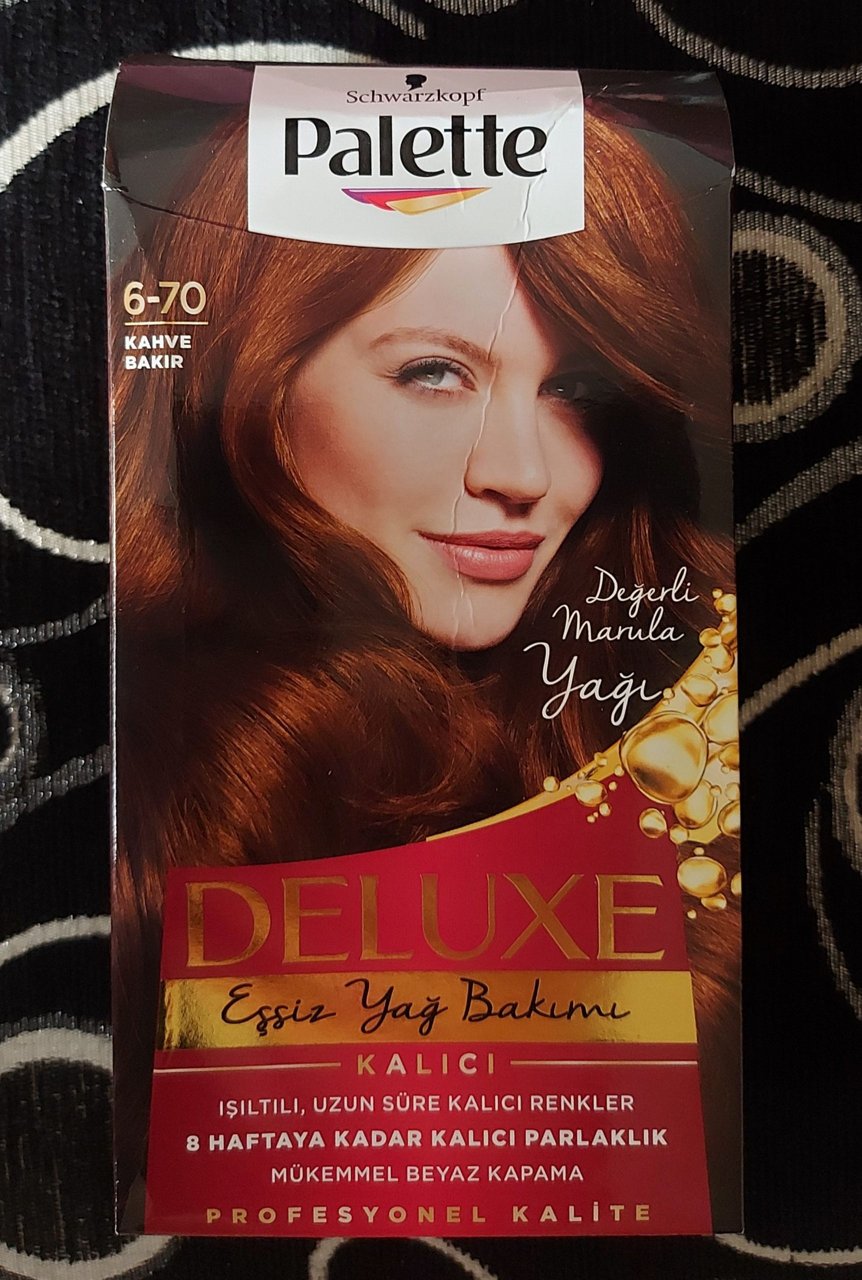 Schwarzkopf
Palette
6-70
KAHVE
BAKIR
Değerli
Marula
Yağı
DELUXE
Eşsiz Yağ Bakımı
KALICI
IŞILTILI, UZUN SÜRE KALICI RENKLER
8 HAFTAYA KADAR KALICI PARLAKLIK
MÜKEMMEL BEYAZ KAPAMA
PROFESYONEL KALİTE